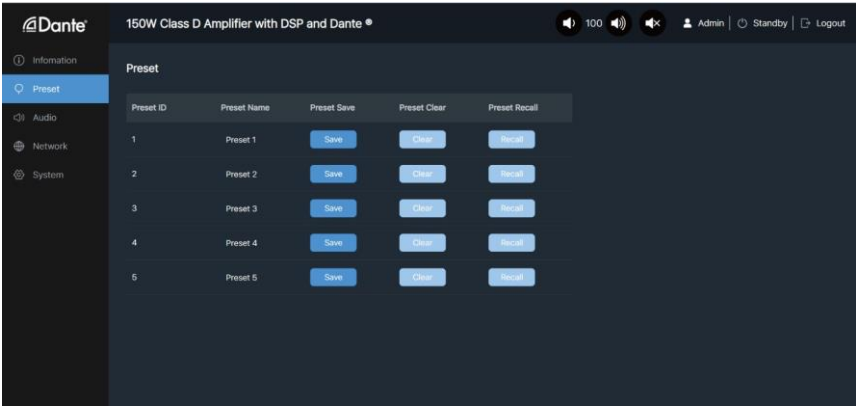 Dante®
150W Class D Amplifier with DSP and Dante ®
100
Admin | Standby | Logout
Infomation
Preset
Audio
Network
System
Preset
Preset ID Preset Name Preset Save Preset Clear Preset Recall
1 Preset 1 Save Clear Recall
2 Preset 2 Save Clear Recall
3 Preset 3 Save Clear Recall
4 Preset 4 Save Clear Recall
5 Preset 5 Save Clear Recall